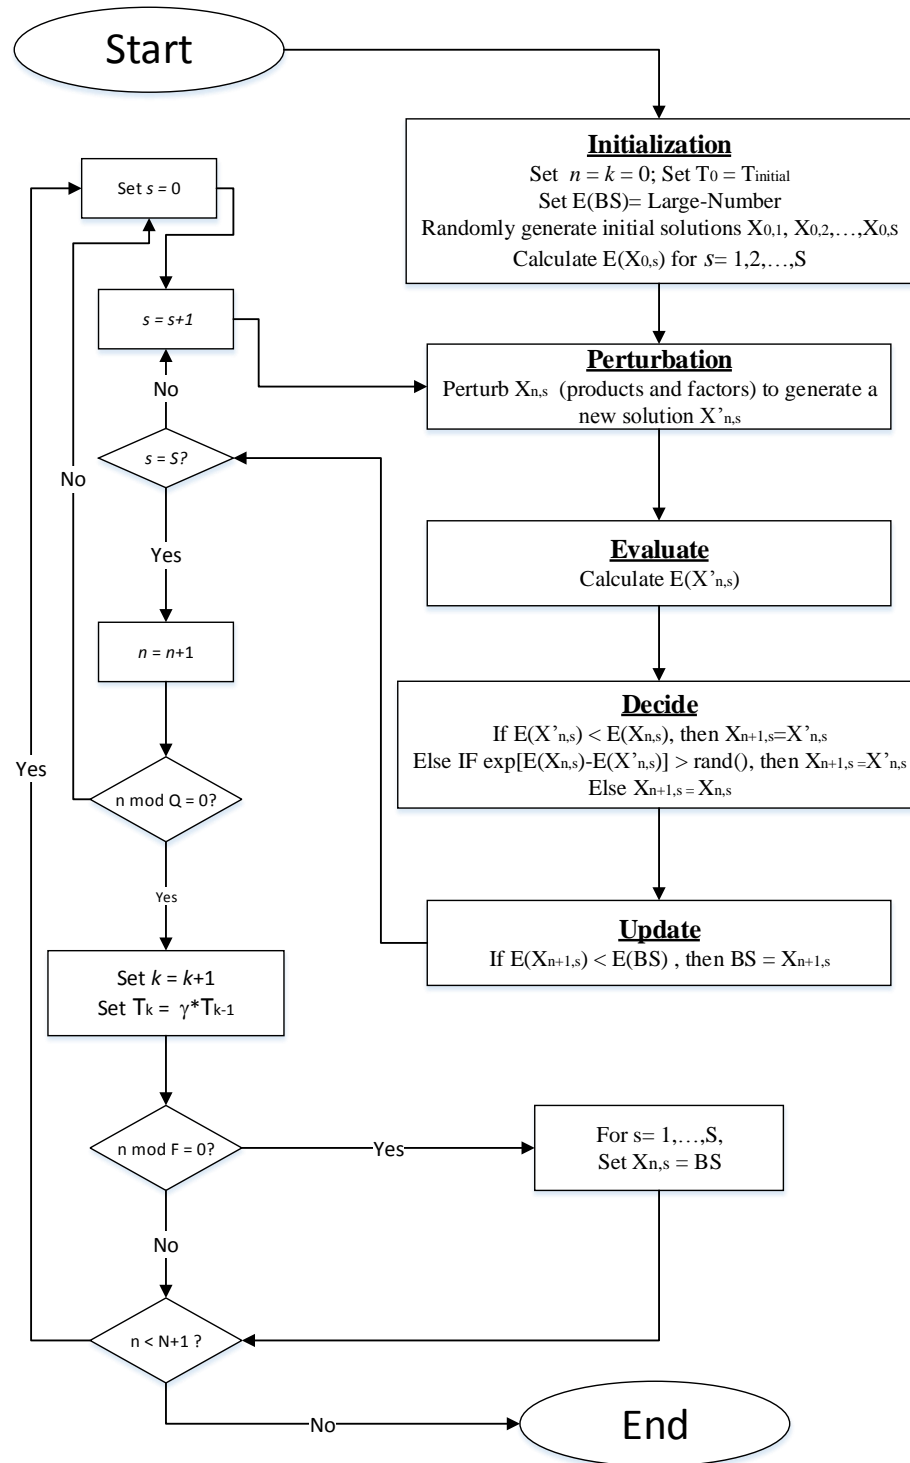 Start
Initialization
Set n = k = 0; Set T0 = Tinitial
Set E(BS)= Large-Number
Randomly generate initial solutions X0,1, X0,2,…,X0,S
Calculate E(X0,s) for s= 1,2,…,S
Set s = 0
s = s+1
Perturbation
Perturb Xn,s (products and factors) to generate a
new solution X’n,s
No
s = S?
No
Yes
Evaluate
Calculate E(X’n,s)
n = n+1
Decide
If E(X’n,s) < E(Xn,s), then Xn+1,s=X’n,s
Else IF exp[E(Xn,s)-E(X’n,s)] > rand(), then Xn+1,s =X’n,s
Else Xn+1,s = Xn,s
Yes
n mod Q = 0?
Yes
Update
If E(Xn+1,s) < E(BS) , then BS = Xn+1,s
Set k = k+1
Set Tk = γ*Tk-1
n mod F = 0?
Yes
For s= 1,…,S,
Set Xn,s = BS
No
n < N+1 ?
No
End